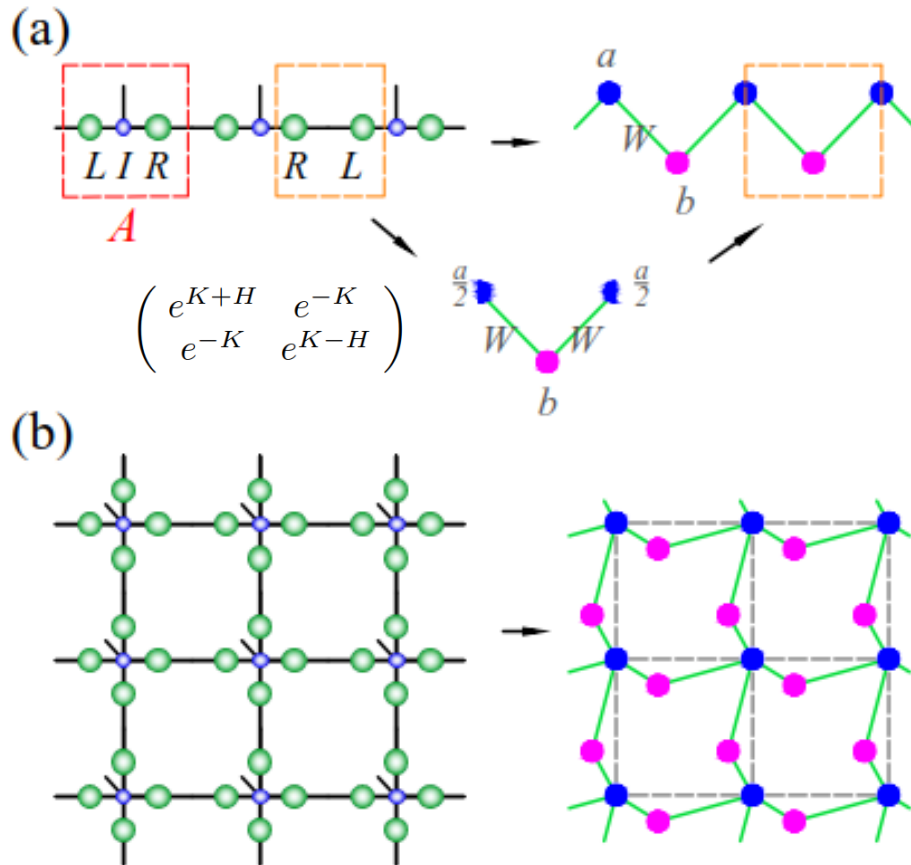 (a)
a
L I R
R L
W
b
A
a/2
a/2
( e^{K+H} e^{-K}
e^{-K} e^{K-H} )
W W
b
(b)